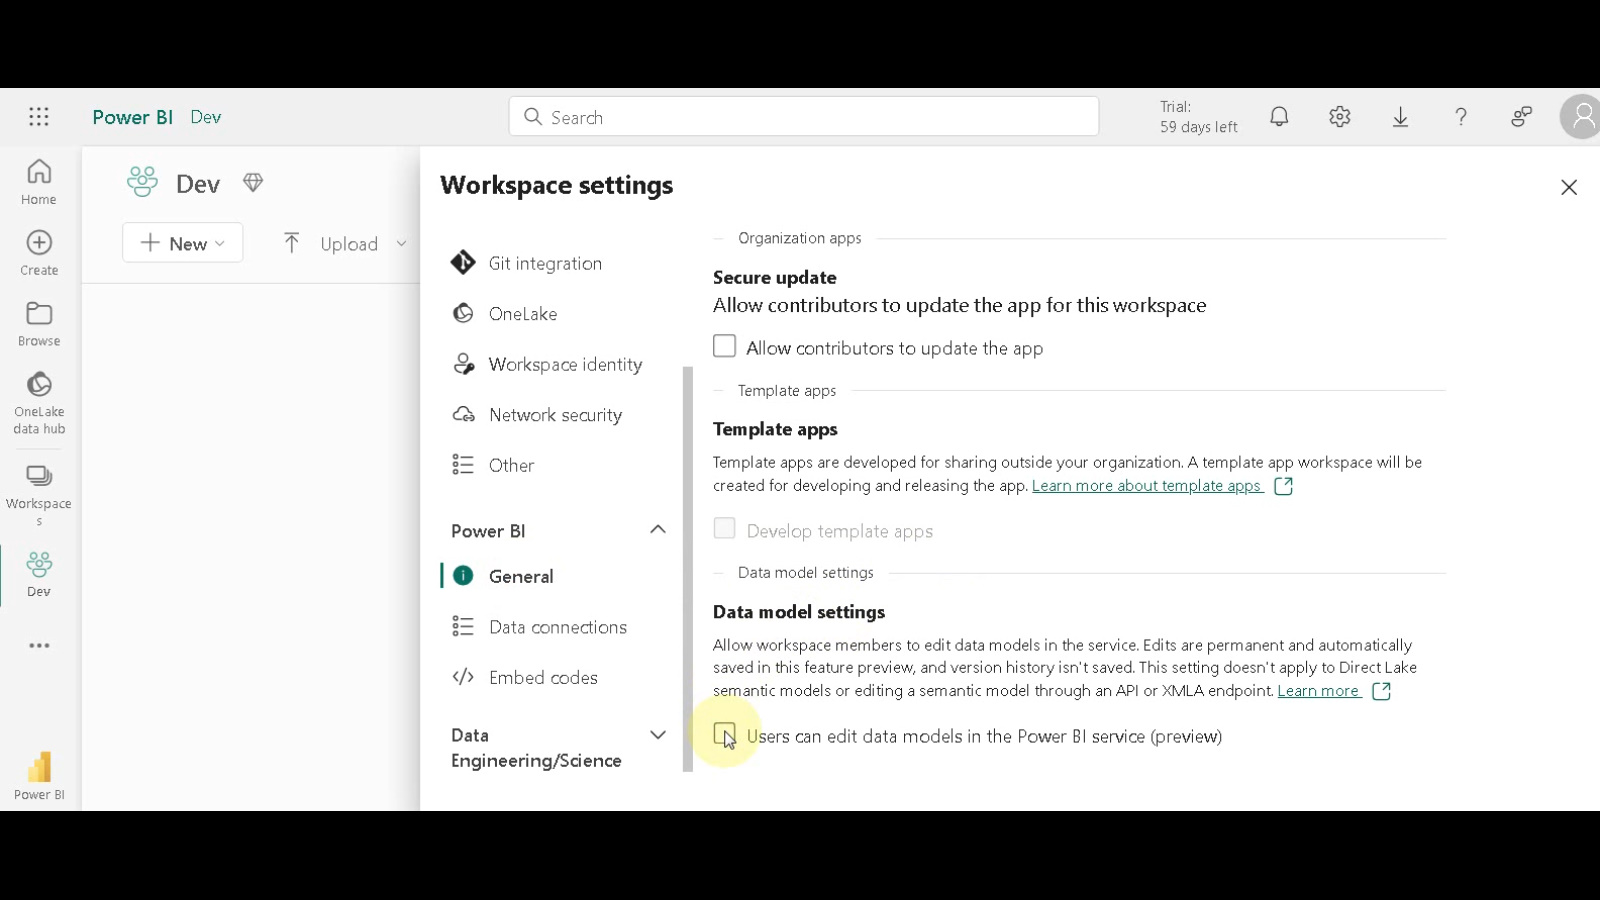 Power BI Dev
Search
Trial:
59 days left
Home
Create
Browse
OneLake
data hub
Workspace
s
Dev
Power BI
Dev
New
Upload
Workspace settings
Git integration
OneLake
Workspace identity
Network security
Other
Power BI
General
Data connections
Embed codes
Data
Engineering/Science
Organization apps
Secure update
Allow contributors to update the app for this workspace
Allow contributors to update the app
Template apps
Template apps
Template apps are developed for sharing outside your organization. A template app workspace will be
created for developing and releasing the app. Learn more about template apps
Develop template apps
Data model settings
Data model settings
Allow workspace members to edit data models in the service. Edits are permanent and automatically
saved in this feature preview, and version history isn't saved. This setting doesn't apply to Direct Lake
semantic models or editing a semantic model through an API or XMLA endpoint. Learn more
Users can edit data models in the Power BI service (preview)